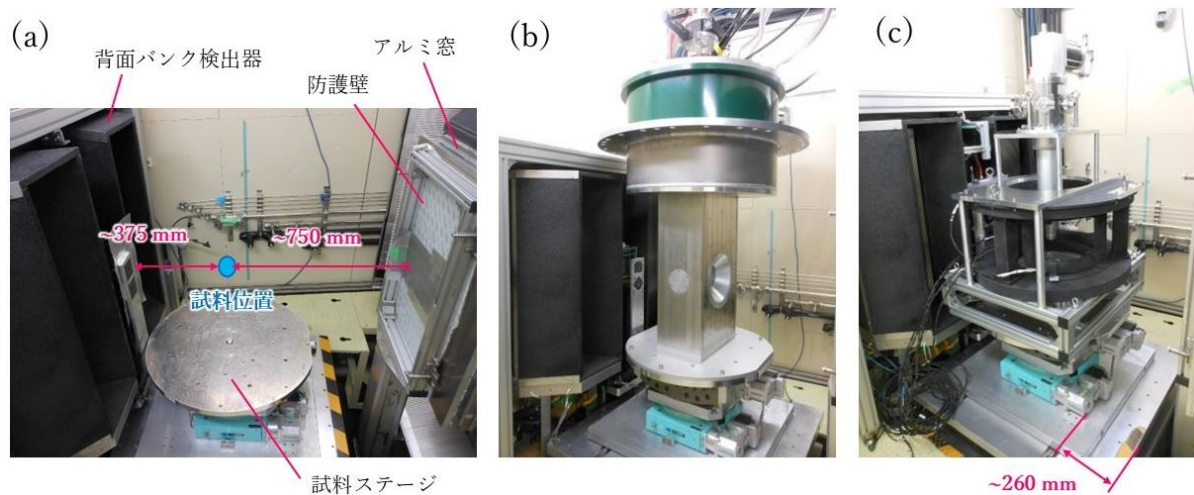 (a)
背面バンク検出器
防護壁
アルミ窓
~375 mm
~750 mm
試料位置
試料ステージ
(b)
(c)
~260 mm